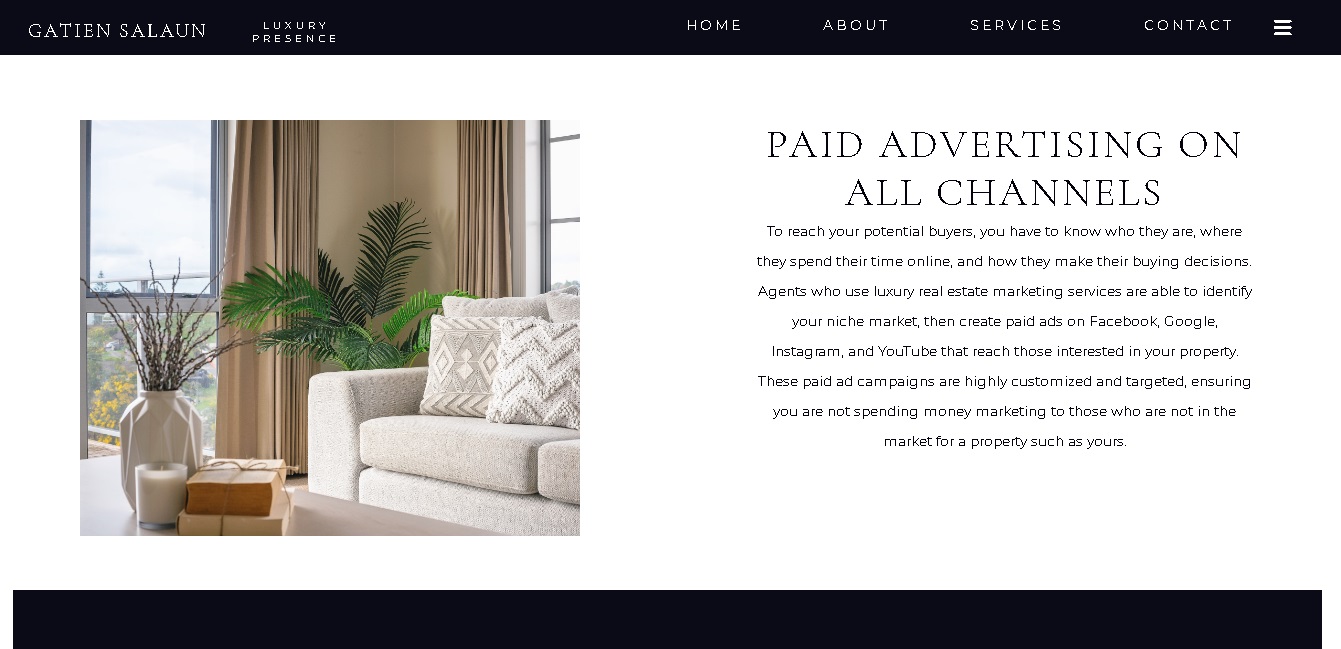 GATIEN SALAUN
LUXURY
PRESENCE
HOME
ABOUT
SERVICES
CONTACT
PAID ADVERTISING ON
ALL CHANNELS
To reach your potential buyers, you have to know who they are, where
they spend their time online, and how they make their buying decisions.
Agents who use luxury real estate marketing services are able to identify
your niche market, then create paid ads on Facebook, Google,
Instagram, and YouTube that reach those interested in your property.
These paid ad campaigns are highly customized and targeted, ensuring
you are not spending money marketing to those who are not in the
market for a property such as yours.